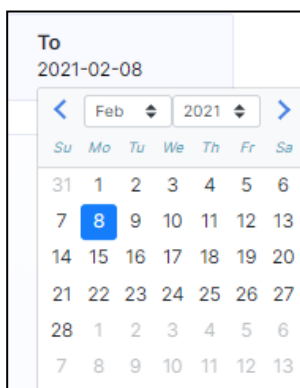 To
2021-02-08
Feb 2021
Su Mo Tu We Th Fr Sa
31 1 2 3 4 5 6
7 8 9 10 11 12 13
14 15 16 17 18 19 20
21 22 23 24 25 26 27
28 1 2 3 4 5 6
7 8 9 10 11 12 13